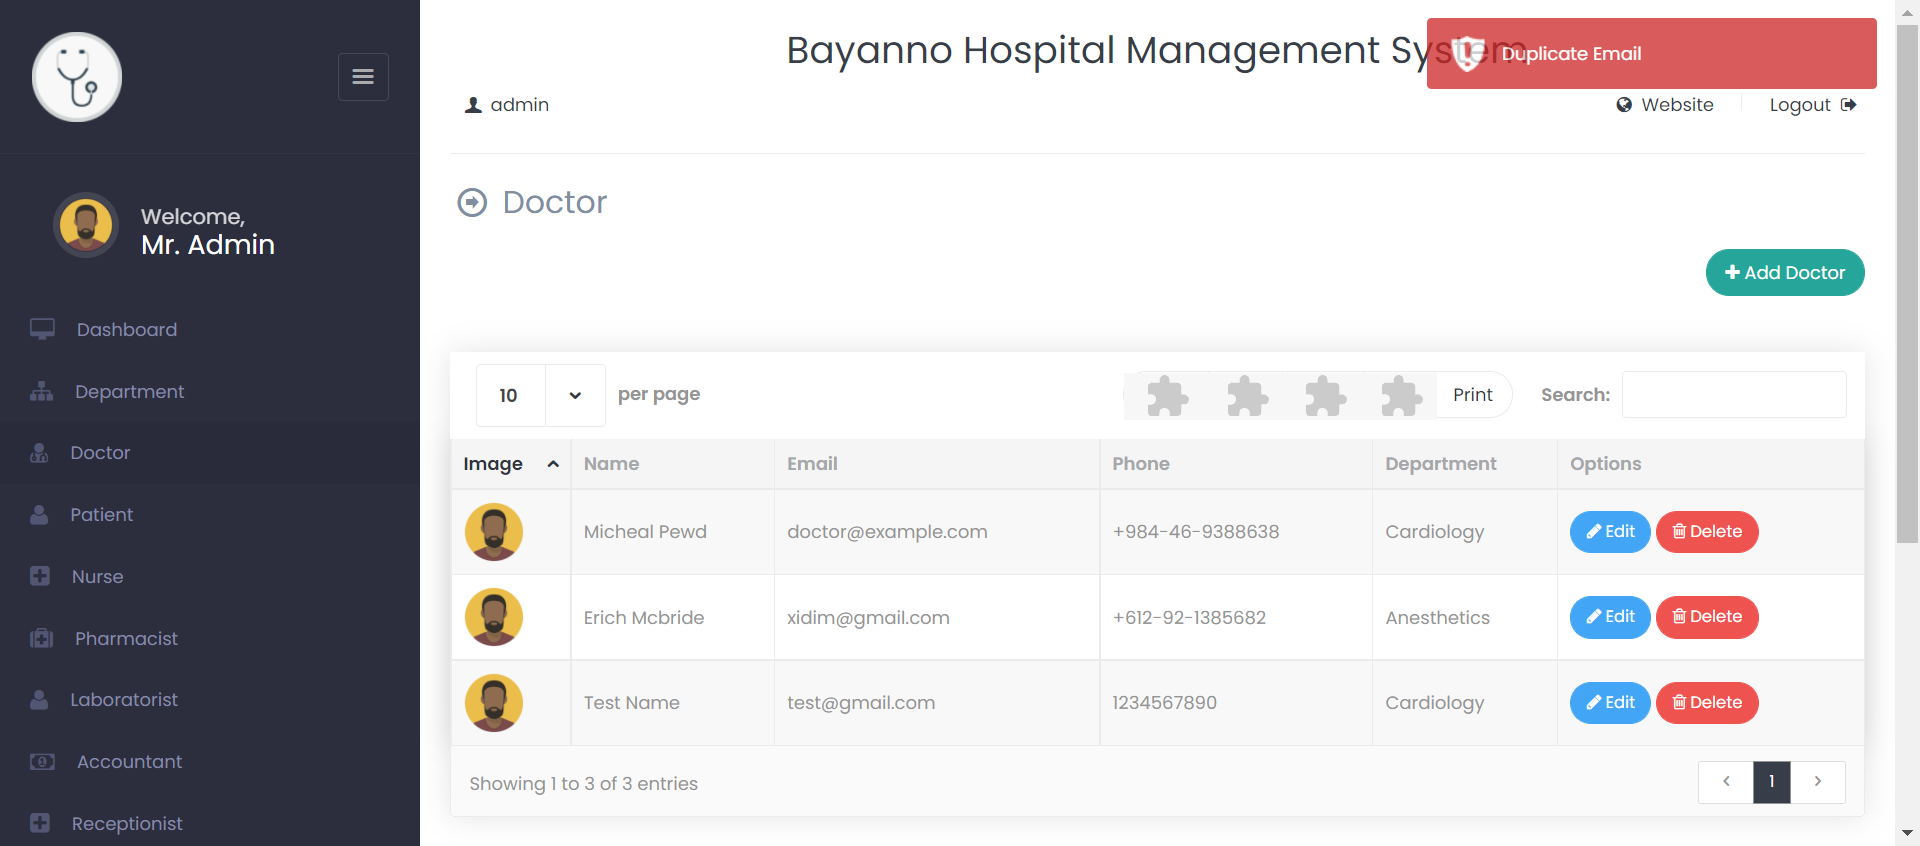 Bayanno Hospital Management System
Duplicate Email
admin
Website
Logout
Welcome,
Mr. Admin
Dashboard
Department
Doctor
Patient
Nurse
Pharmacist
Laboratorist
Accountant
Receptionist
Doctor
Add Doctor
10 per page
Print
Search:
Image Name Email Phone Department Options
Micheal Pewd doctor@example.com +984-46-9388638 Cardiology Edit Delete
Erich Mcbride xidim@gmail.com +612-92-1385682 Anesthetics Edit Delete
Test Name test@gmail.com 1234567890 Cardiology Edit Delete
Showing 1 to 3 of 3 entries
1